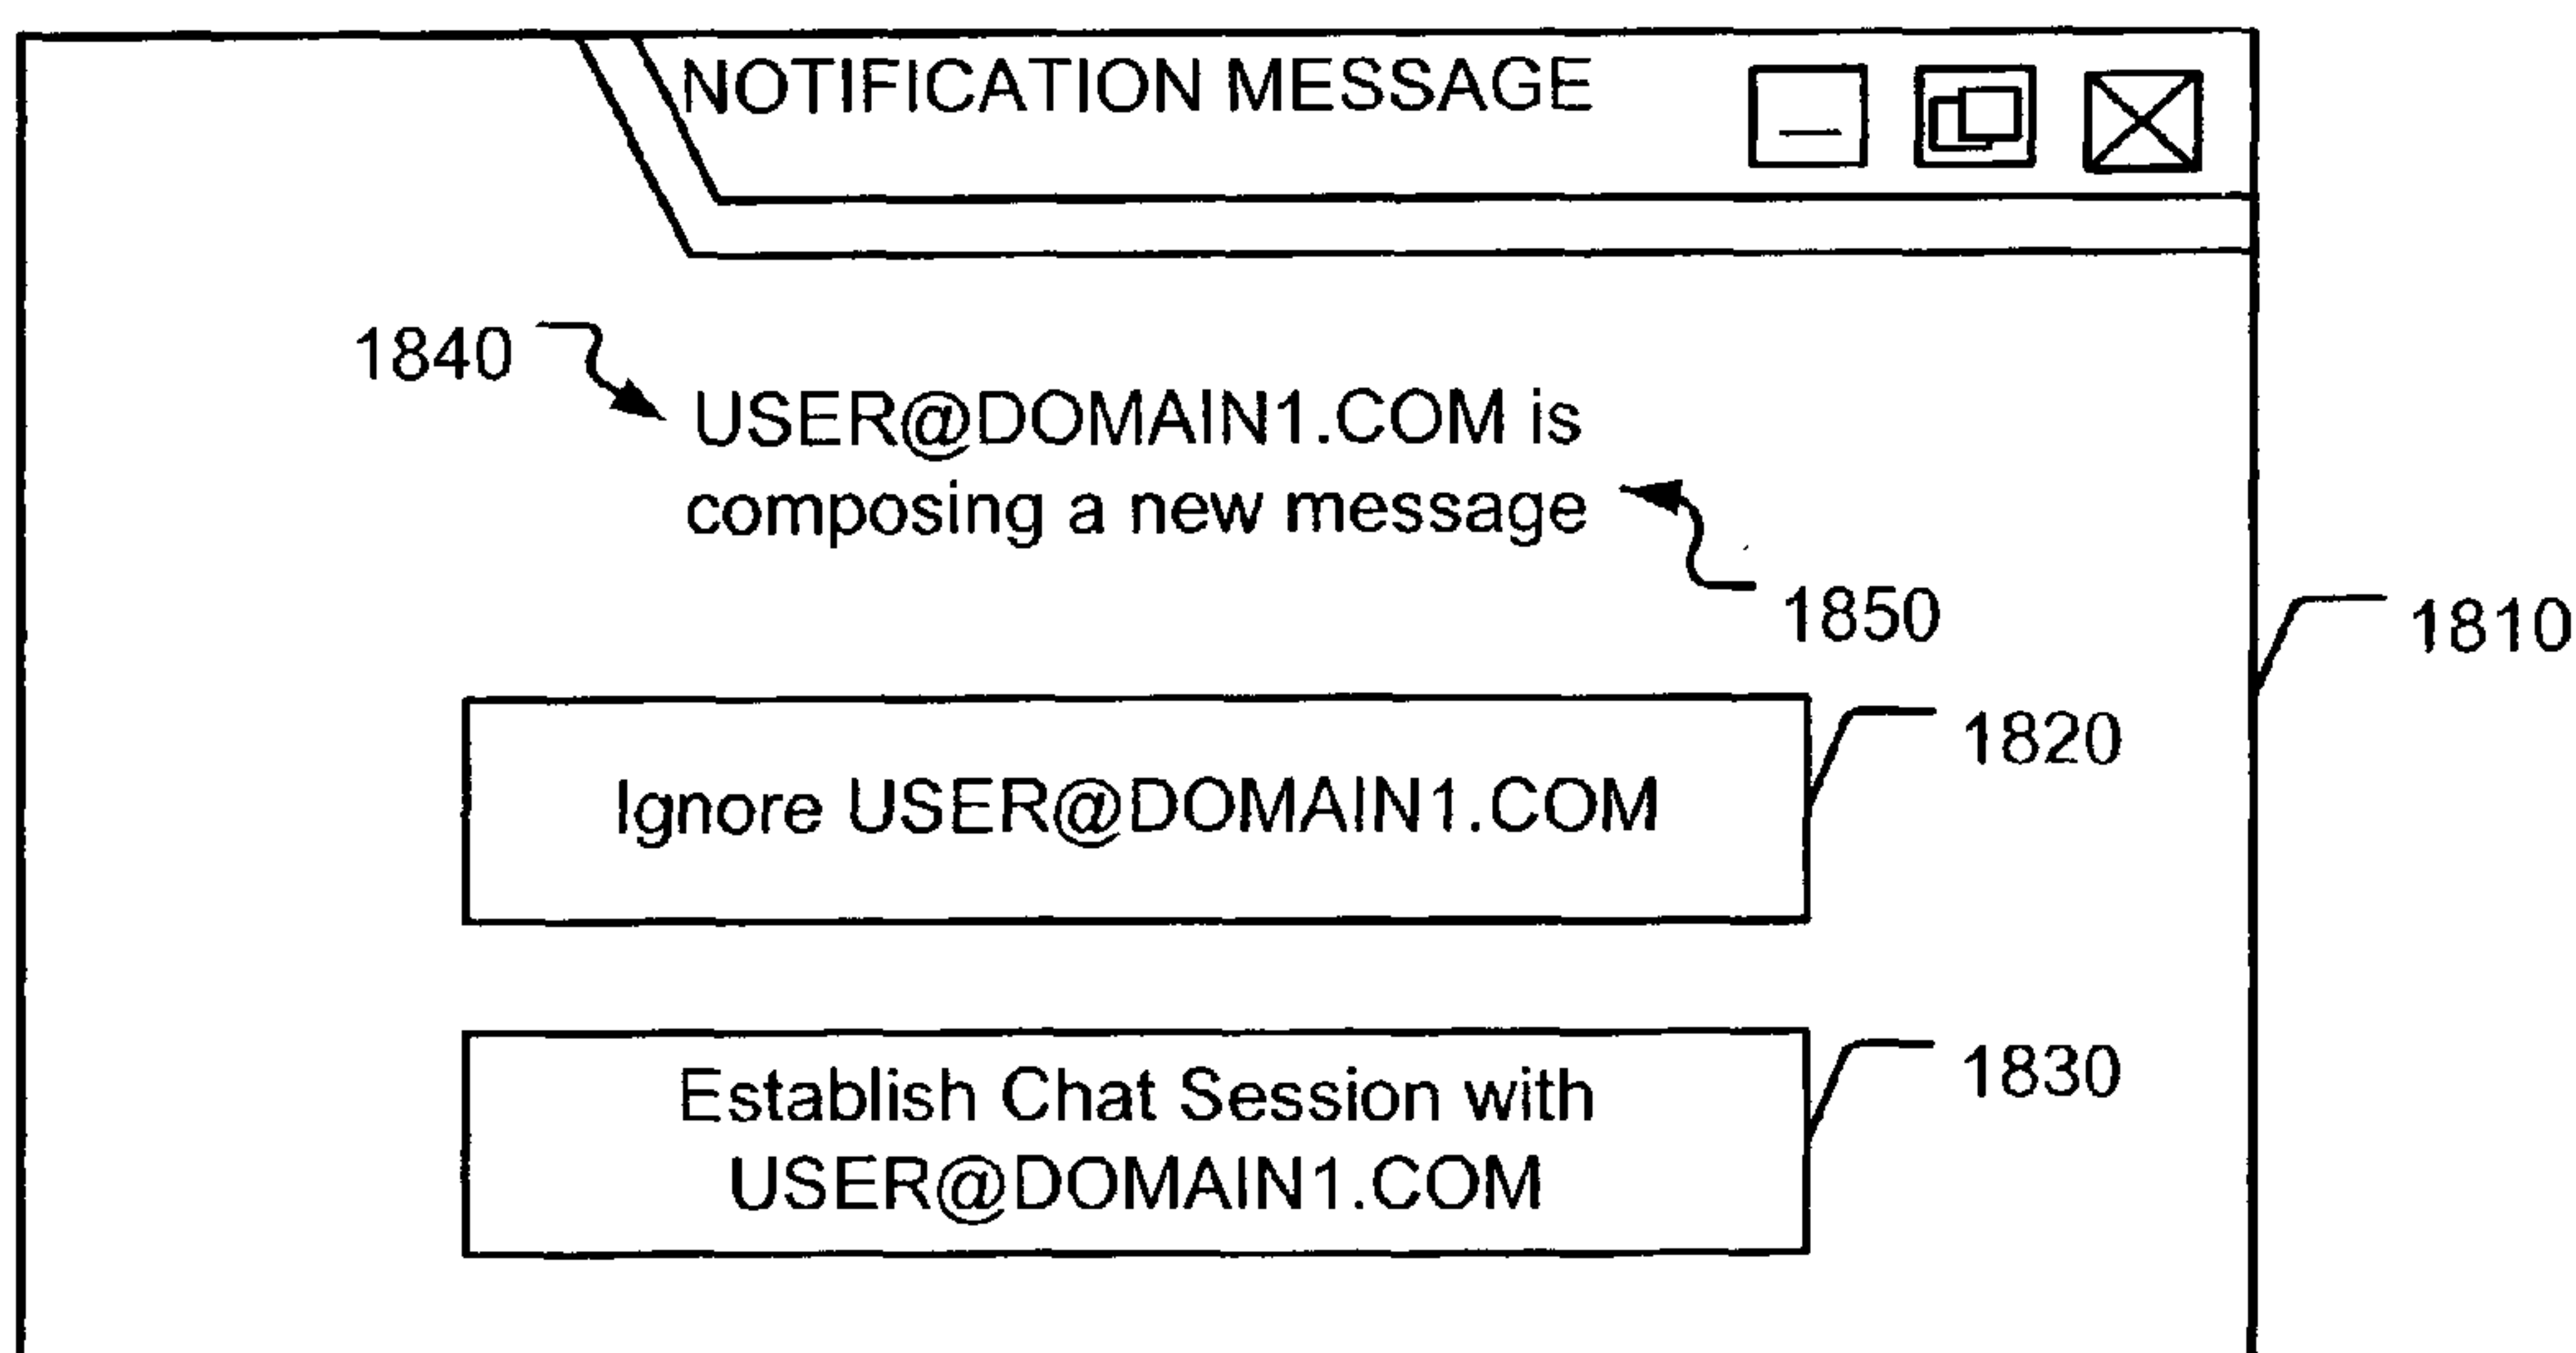 NOTIFICATION MESSAGE
1840
USER@DOMAIN1.COM is
composing a new message
1850
1810
1820
Ignore USER@DOMAIN1.COM
1830
Establish Chat Session with
USER@DOMAIN1.COM